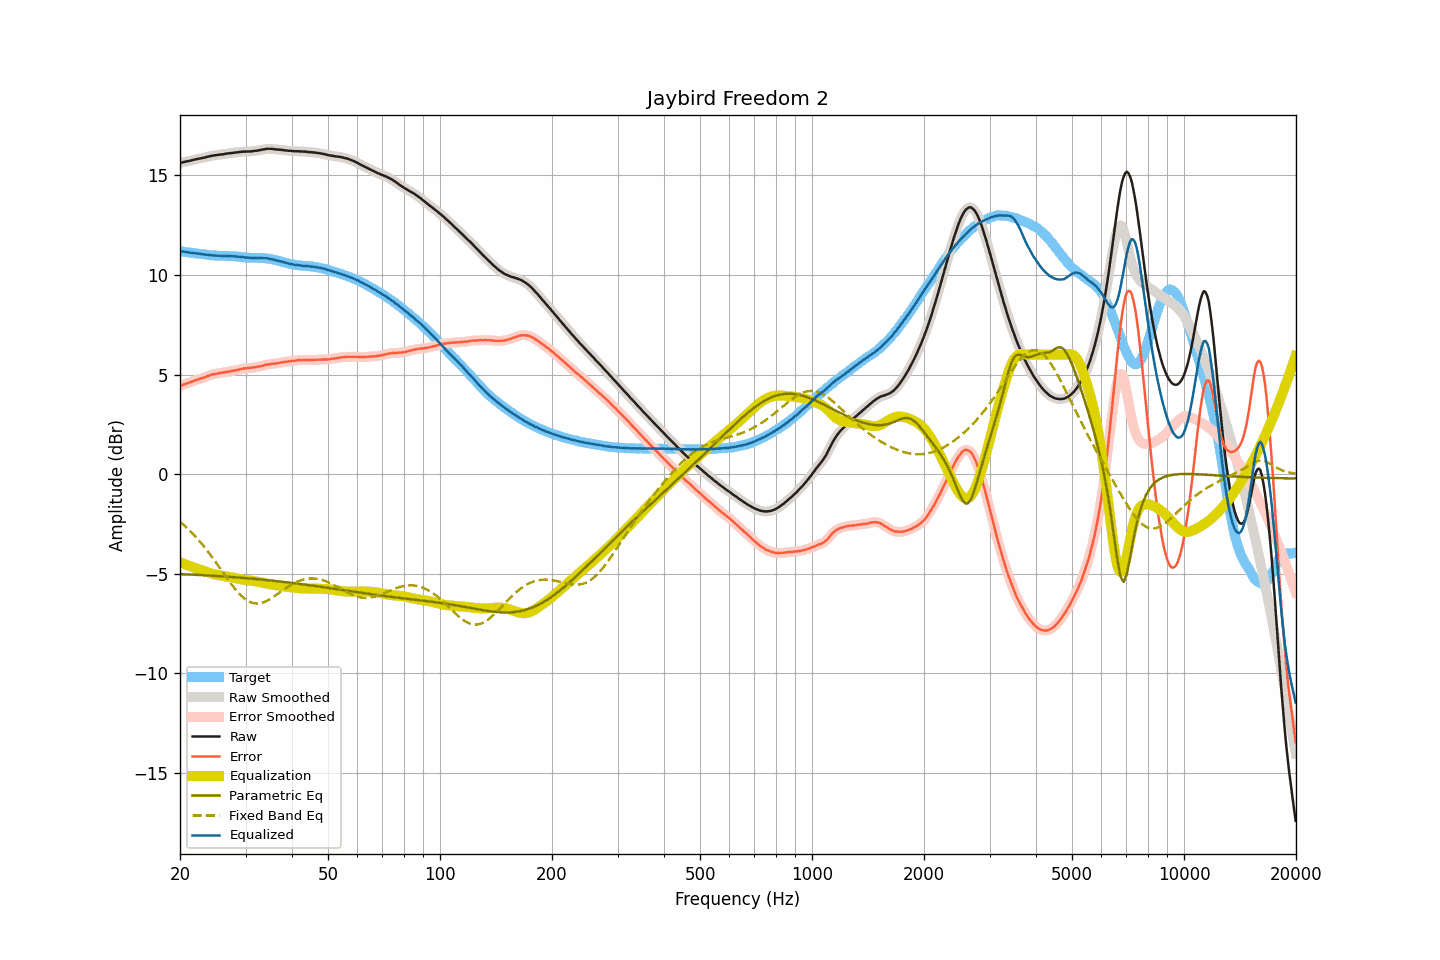 Jaybird Freedom 2
15
10
5
0
−5
−10
−15
Amplitude (dBr)
Target
Raw Smoothed
Error Smoothed
Raw
Error
Equalization
Parametric Eq
Fixed Band Eq
Equalized
20 50 100 200 500 1000 2000 5000 10000 20000
Frequency (Hz)